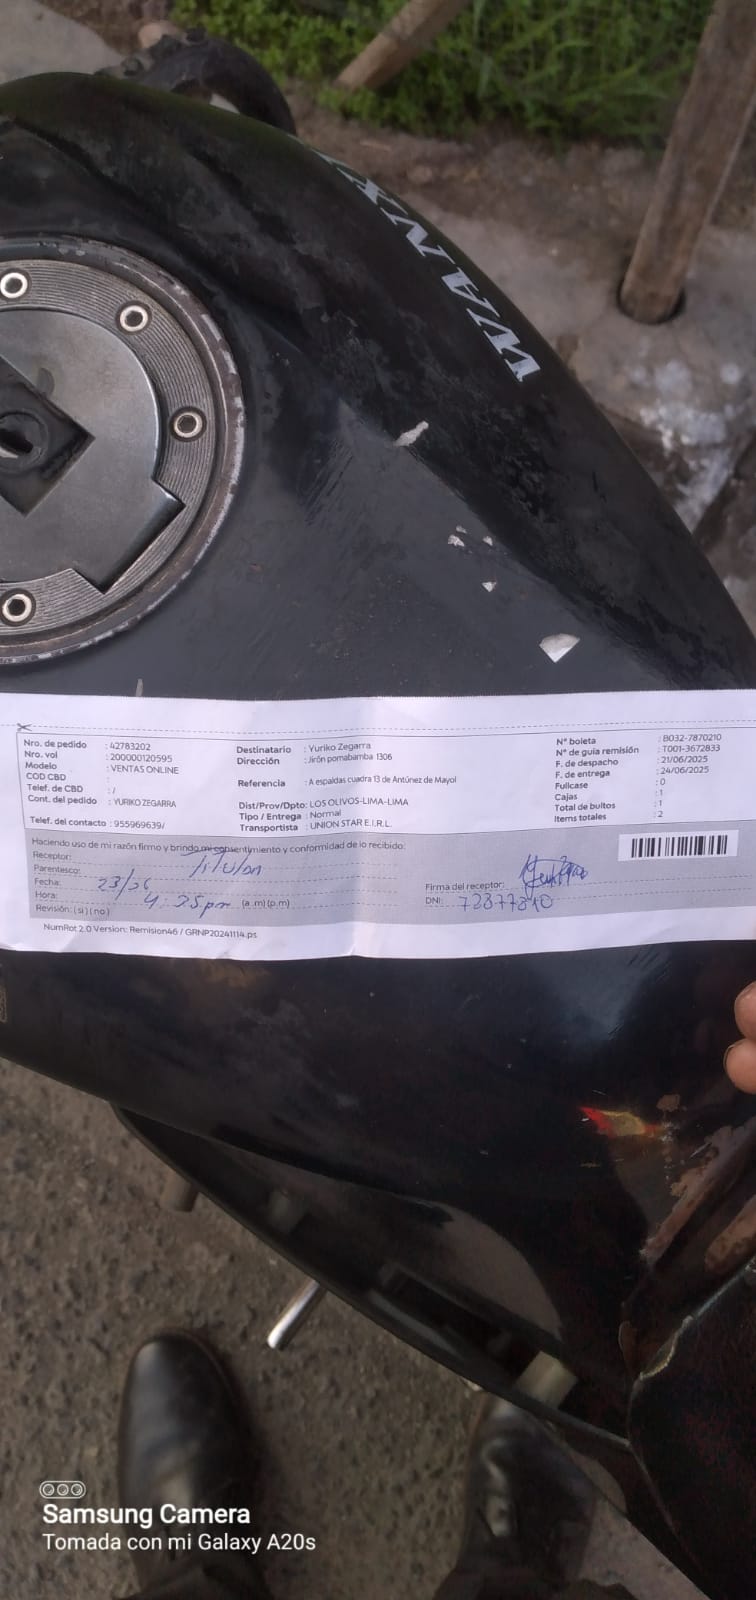 WANX
Nro. de pedido : 42783202
Nro. vol : 200000120595
Modelo : VENTAS ONLINE
COD CBD :
Telef. de CBD : /
Cont. del pedido : YURIKO ZEGARRA
Telef. del contacto : 955969639/
Destinatario : Yuriko Zegarra
Dirección : Jirón pomabamba 1306
Referencia : A espaldas cuadra 13 de Antúnez de Mayol
Dist/Prov/Dpto: LOS OLIVOS-LIMA-LIMA
Tipo / Entrega : Normal
Transportista : UNION STAR E.I.R.L.
N° boleta : B032-7870210
N° de guía remisión : T001-3672833
F. de despacho : 21/06/2025
F. de entrega : 24/06/2025
Fullcase : 0
Cajas : 1
Total de bultos : 1
Items totales : 2
Haciendo uso de mi razón firmo y brindo mi consentimiento y conformidad de lo recibido:
Receptor:
Parentesco: Titular
Fecha: 23/26
Hora: 4:35pm (a.m)(p.m)
Revisión: (si)(no)
Firma del receptor:
DNI:
NumRot 2.0 Version: Remision46 / GRNP20241114.ps
Samsung Camera
Tomada con mi Galaxy A20s